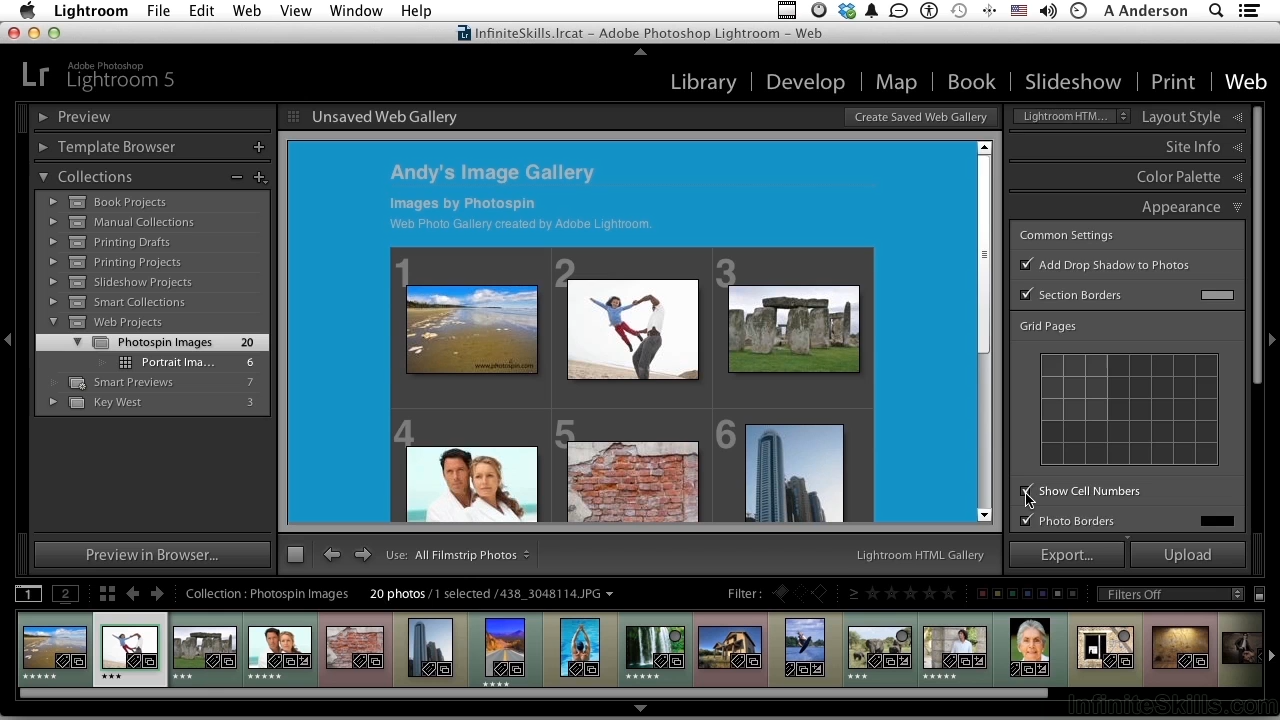 Lightroom File Edit Library Web View Window Help A Anderson
InfiniteSkills.lrcat – Adobe Photoshop Lightroom – Web
Lr Adobe Photoshop
Lightroom 5
Library Develop Map Book Slideshow Print Web
Preview
Template Browser
Collections
Book Projects
Manual Collections
Printing Drafts
Printing Projects
Slideshow Projects
Smart Collections
Web Projects
Photospin Images 20
Portrait Ima... 6
Smart Previews 7
Key West 3
Preview in Browser...
Unsaved Web Gallery Create Saved Web Gallery
Andy's Image Gallery
Images by Photospin
Web Photo Gallery created by Adobe Lightroom.
1 2 3
www.photospin.com
4 5 6
Use: All Filmstrip Photos Lightroom HTML Gallery
Lightroom HTM... Layout Style
Site Info
Color Palette
Appearance
Common Settings
Add Drop Shadow to Photos
Section Borders
Grid Pages
Show Cell Numbers
Photo Borders
Export... Upload
1 2 Collection : Photospin Images 20 photos / 1 selected / 438_3048114.JPG Filter : Filters Off
InfiniteSkills.com